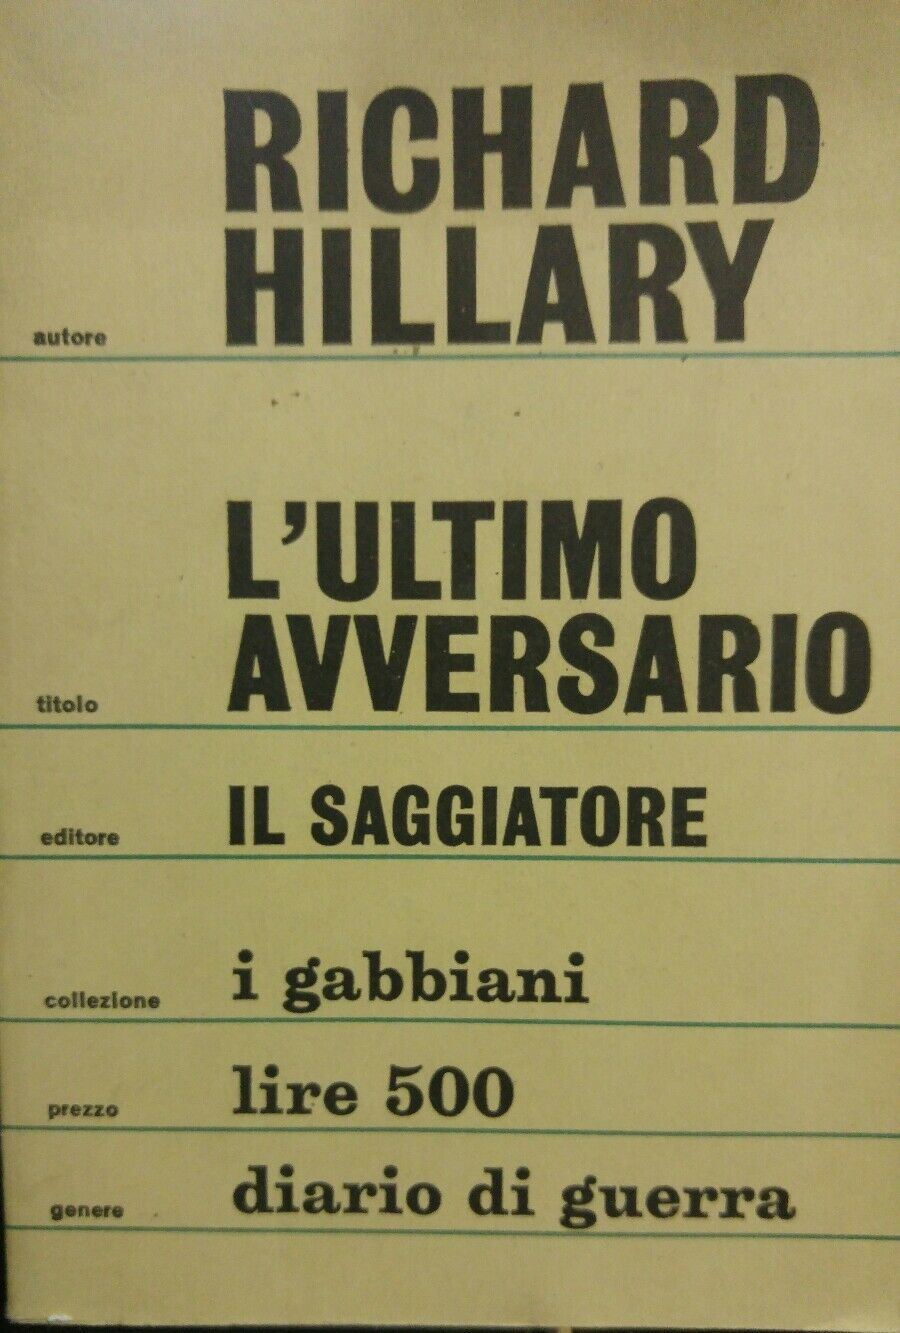 RICHARD
autore HILLARY
L'ULTIMO
titolo AVVERSARIO
editore IL SAGGIATORE
collezione i gabbiani
prezzo lire 500
genere diario di guerra